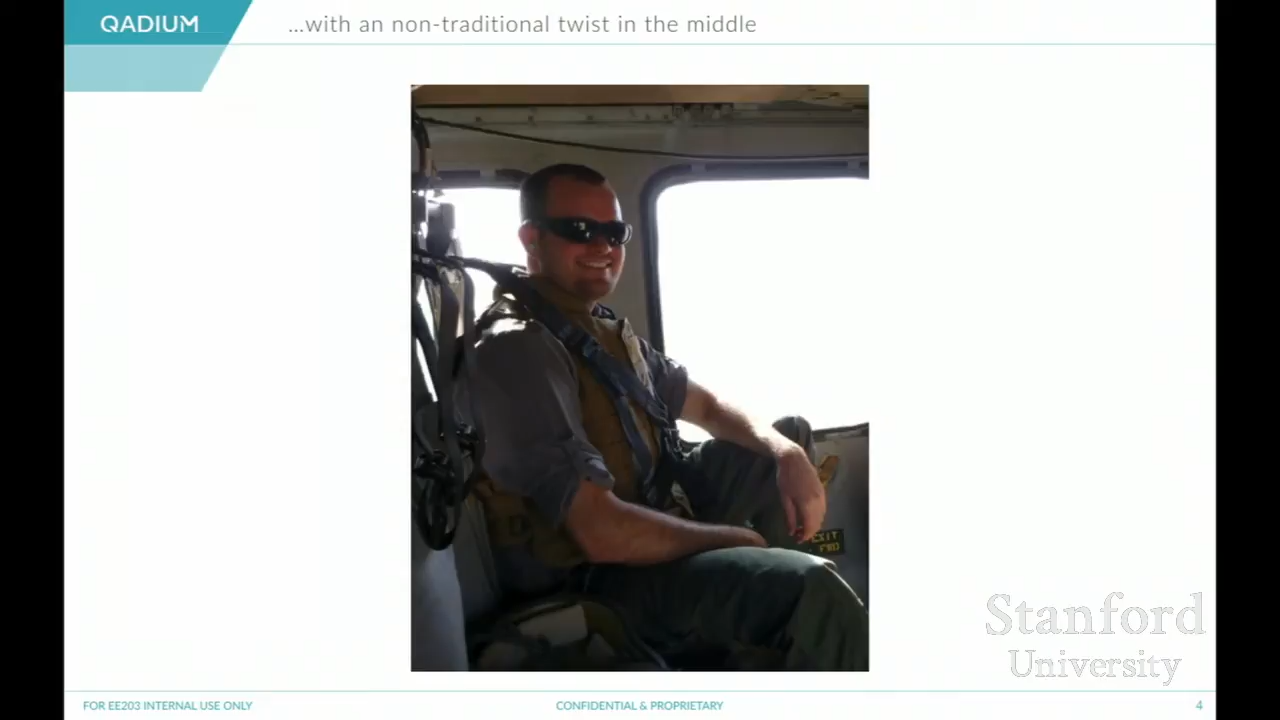 QADIUM
...with an non-traditional twist in the middle
EXIT
FWD
Stanford
University
FOR EE203 INTERNAL USE ONLY
CONFIDENTIAL & PROPRIETARY
4